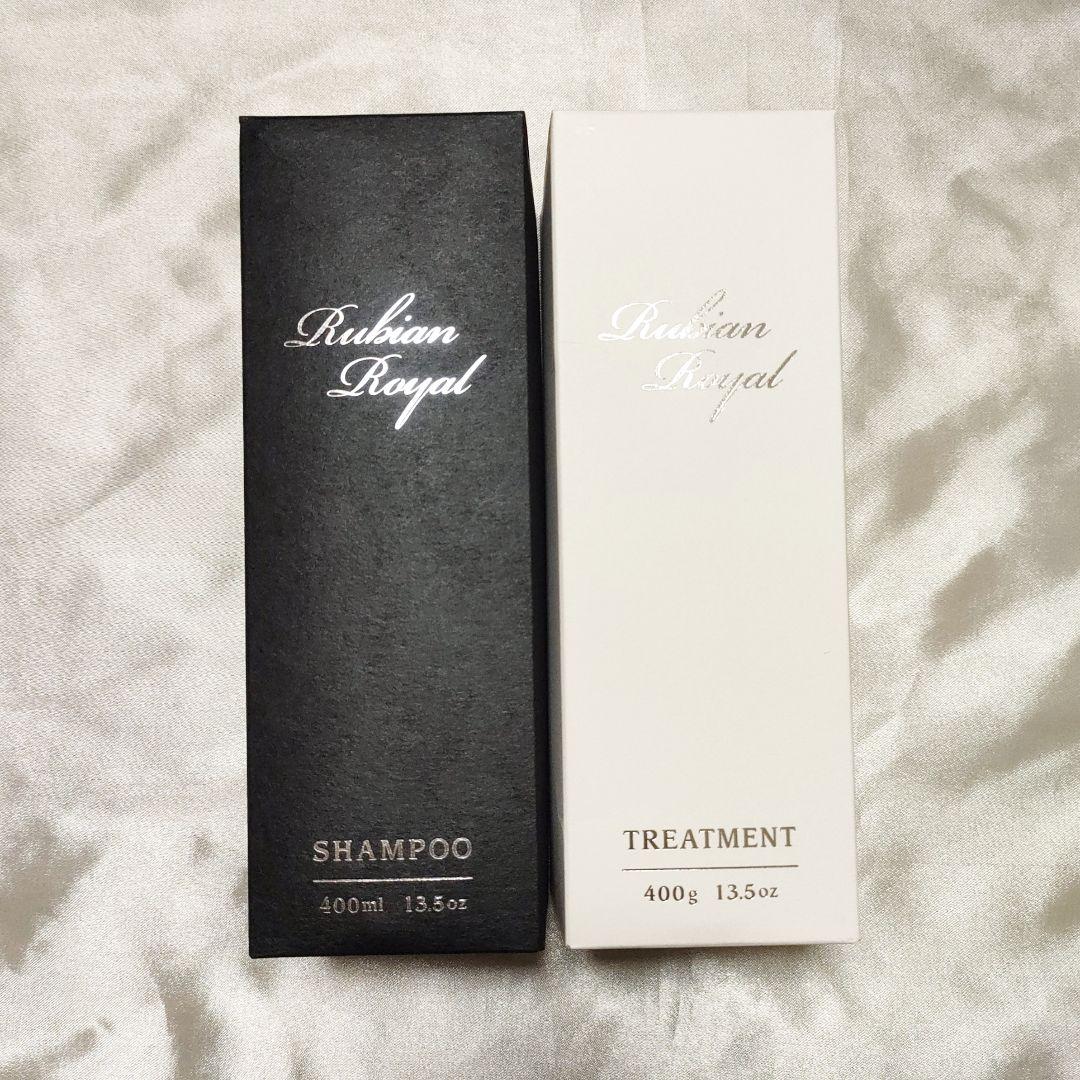 Rubian
Royal
SHAMPOO
400ml 13.5oz
Rubian
Royal
TREATMENT
400g 13.5oz